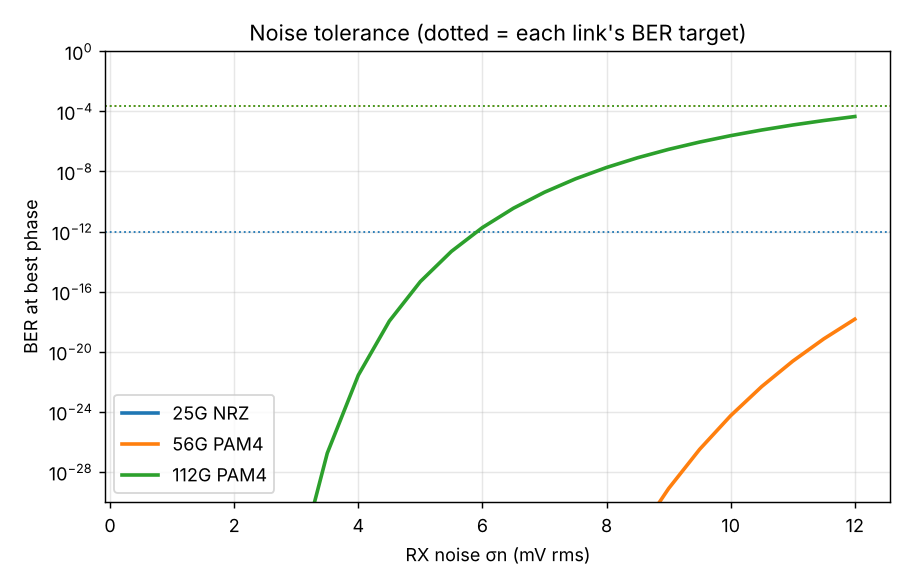 Noise tolerance (dotted = each link's BER target)
BER at best phase
10⁰
10⁻⁴
10⁻⁸
10⁻¹²
10⁻¹⁶
10⁻²⁰
10⁻²⁴
10⁻²⁸
25G NRZ
56G PAM4
112G PAM4
0 2 4 6 8 10 12
RX noise σn (mV rms)